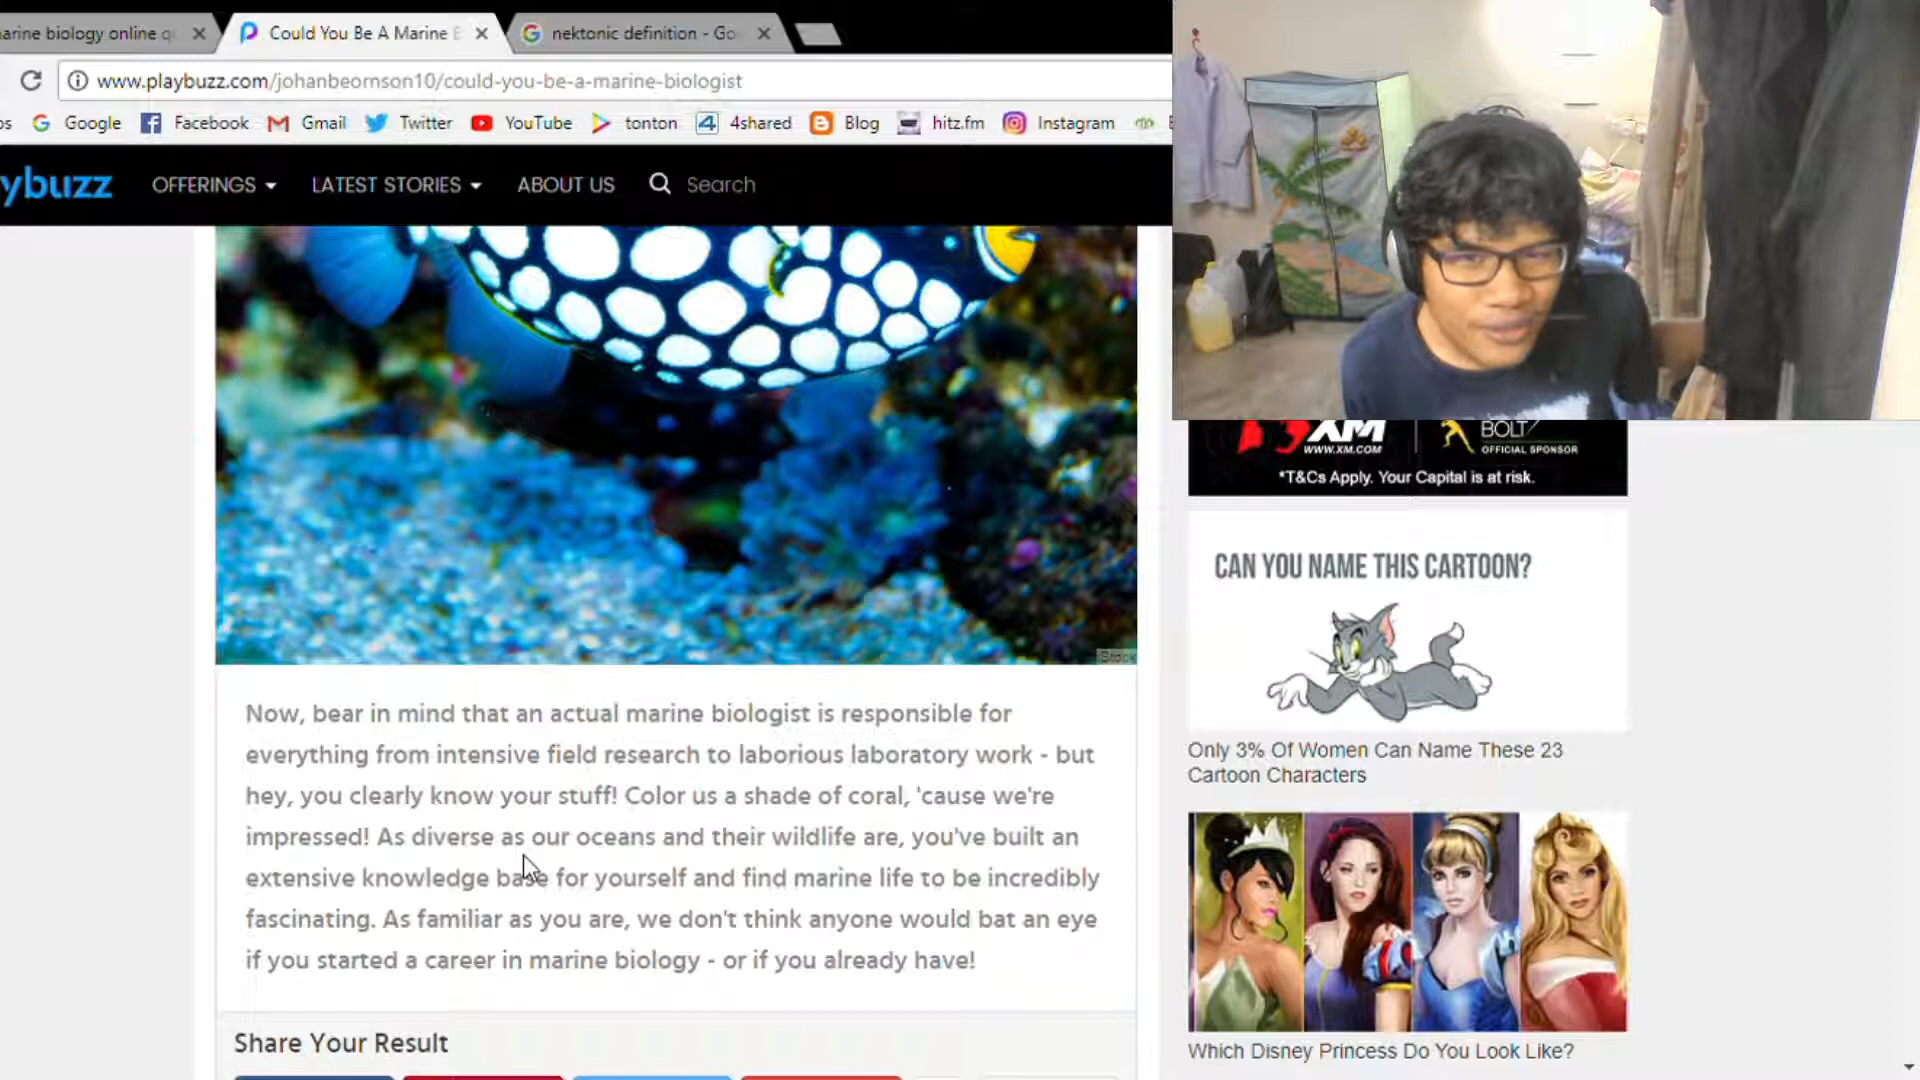 arine biology online q
Could You Be A Marine B
nektonic definition - Go
www.playbuzz.com/johanbeornson10/could-you-be-a-marine-biologist
Google Facebook Gmail Twitter YouTube tonton 4shared Blog hitz.fm Instagram
ybuzz OFFERINGS LATEST STORIES ABOUT US Search
XM
WWW.XM.COM
BOLT
OFFICIAL SPONSOR
*T&Cs Apply. Your Capital is at risk.
CAN YOU NAME THIS CARTOON?
Only 3% Of Women Can Name These 23
Cartoon Characters
Which Disney Princess Do You Look Like?
iStock
Now, bear in mind that an actual marine biologist is responsible for
everything from intensive field research to laborious laboratory work - but
hey, you clearly know your stuff! Color us a shade of coral, 'cause we're
impressed! As diverse as our oceans and their wildlife are, you've built an
extensive knowledge base for yourself and find marine life to be incredibly
fascinating. As familiar as you are, we don't think anyone would bat an eye
if you started a career in marine biology - or if you already have!
Share Your Result